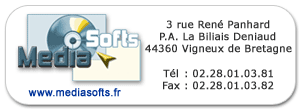 Media Softs
www.mediasofts.fr
3 rue René Panhard
P.A. La Biliais Deniaud
44360 Vigneux de Bretagne
Tél : 02.28.01.03.81
Fax : 02.28.01.03.82